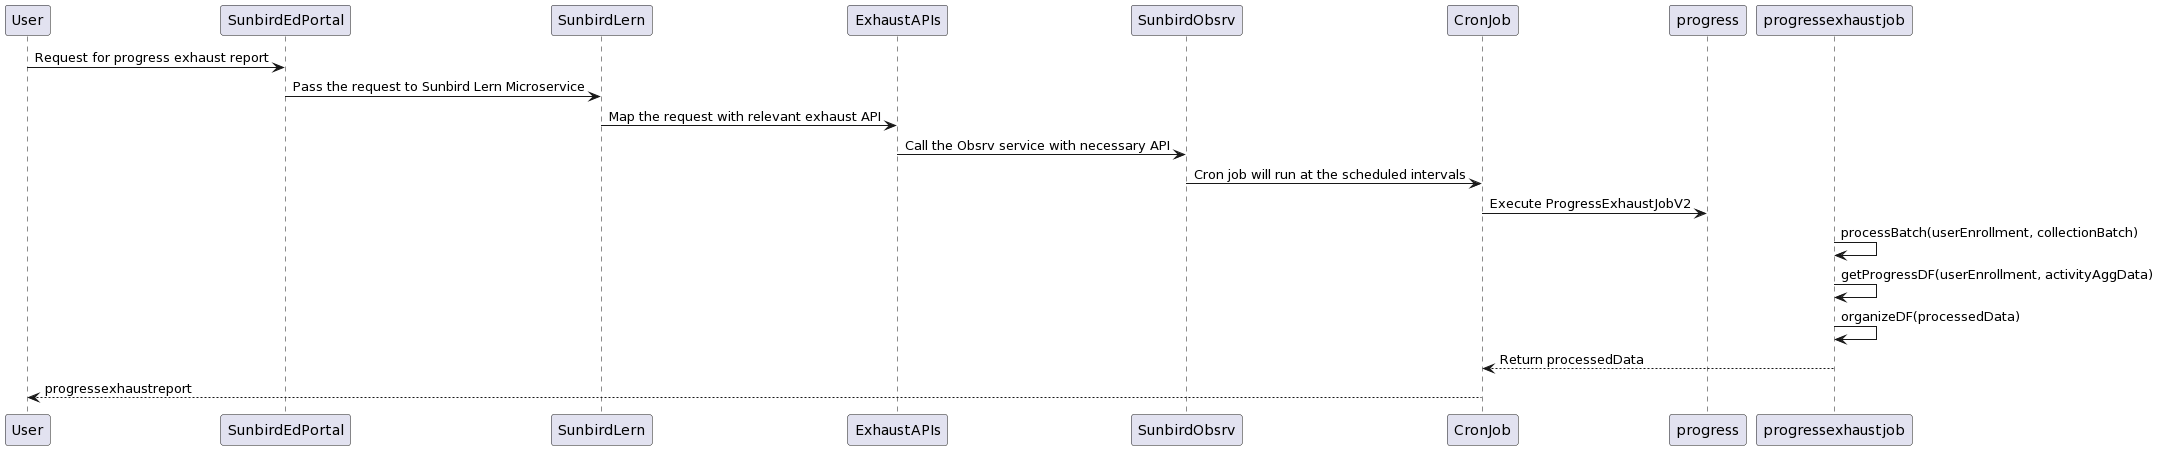 User
SunbirdEdPortal
SunbirdLern
ExhaustAPIs
SunbirdObsrv
CronJob
progress
progressexhaustjob
Request for progress exhaust report
Pass the request to Sunbird Lern Microservice
Map the request with relevant exhaust API
Call the Obsrv service with necessary API
Cron job will run at the scheduled intervals
Execute ProgressExhaustJobV2
processBatch(userEnrollment, collectionBatch)
getProgressDF(userEnrollment, activityAggData)
organizeDF(processedData)
Return processedData
progressexhaustreport
User
SunbirdEdPortal
SunbirdLern
ExhaustAPIs
SunbirdObsrv
CronJob
progress
progressexhaustjob